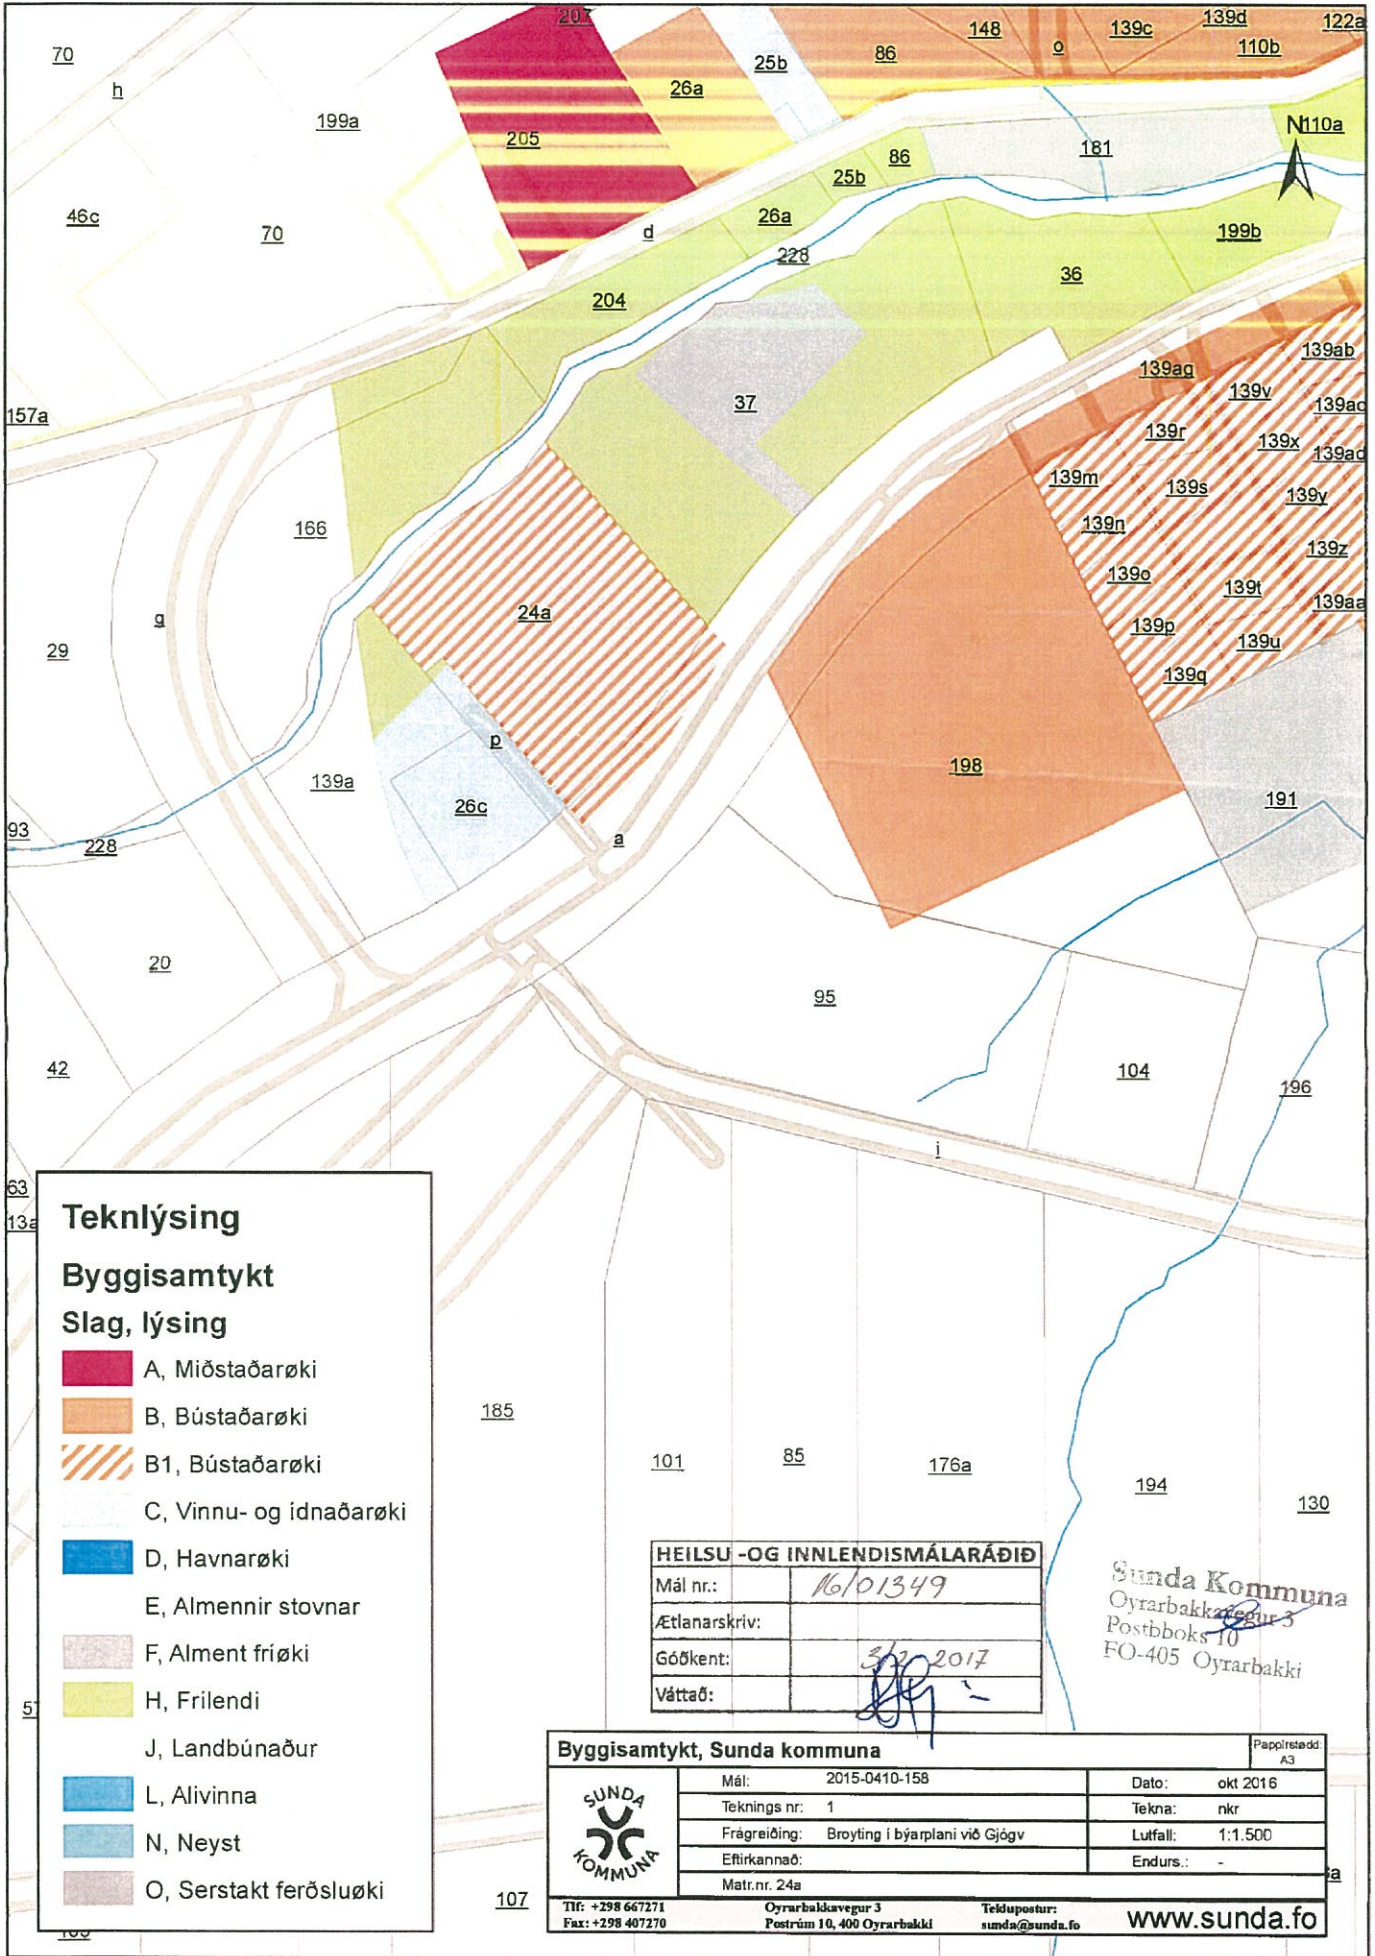 207
148
139c
139d
122a
70
o
110b
25b
86
h
26a
199a
205
N
110a
181
86
25b
46c
26a
70
d
199b
228
36
204
139ab
139ag
139v
37
157a
139r
139x
139m
139s
139y
139n
166
139z
139o
139t
24a
139aa
139p
g
139u
29
139q
p
198
139a
191
26c
93
a
228
20
95
42
104
196
i
63
Teknlýsing
Byggisamtykt
Slag, lýsing
A, Miðstaðarøki
B, Bústaðarøki
B1, Bústaðarøki
C, Vinnu- og ídnaðarøki
D, Havnarøki
E, Almennir stovnar
F, Alment fríøki
H, Frílendi
J, Landbúnaður
L, Alivinna
N, Neyst
O, Serstakt ferðsluøki
185
101
85
176a
194
130
107
HEILSU -OG INNLENDISMÁLARÁÐIÐ
Mál nr.: 16/01349
Ætlanarskriv:
Góðkent: 3/2 2017
Váttað:
Sunda Kommuna
Oyrarbakkavegur 3
Postbboks 10
FO-405 Oyrarbakki
Byggisamtykt, Sunda kommuna
Pappírstødd:
A3
SUNDA
KOMMUNA
Mál: 2015-0410-158 Dato: okt 2016
Teknings nr: 1 Tekna: nkr
Frágreiðing: Broyting í býarplani við Gjógv Lutfall: 1:1.500
Eftirkannað: Endurs.: -
Matr.nr. 24a
Tlf: +298 667271 Oyrarbakkavegur 3 Teldupostur:
Fax: +298 407270 Postrúm 10, 400 Oyrarbakki sunda@sunda.fo
www.sunda.fo